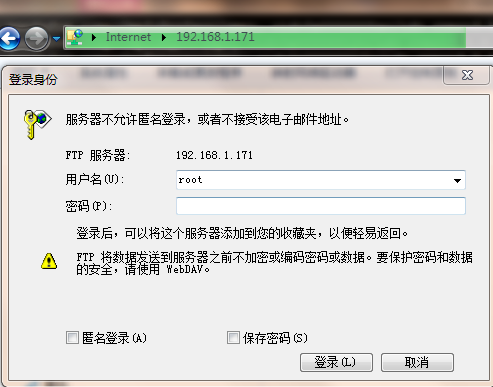 Internet 192.168.1.171
登录身份
服务器不允许匿名登录，或者不接受该电子邮件地址。
FTP 服务器: 192.168.1.171
用户名(U): root
密码(P):
登录后，可以将这个服务器添加到您的收藏夹，以便轻易返回。
FTP 将数据发送到服务器之前不加密或编码密码或数据。要保护密码和数据
的安全，请使用 WebDAV。
匿名登录(A) 保存密码(S)
登录(L) 取消